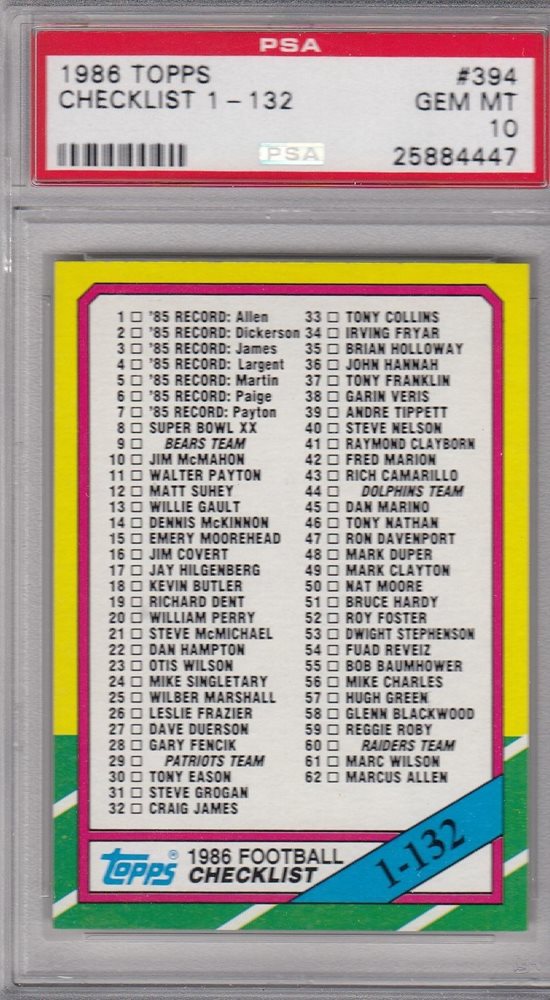 PSA
1986 TOPPS #394
CHECKLIST 1 - 132 GEM MT
10
PSA 25884447
1 '85 RECORD: Allen
2 '85 RECORD: Dickerson
3 '85 RECORD: James
4 '85 RECORD: Largent
5 '85 RECORD: Martin
6 '85 RECORD: Paige
7 '85 RECORD: Payton
8 SUPER BOWL XX
9 BEARS TEAM
10 JIM McMAHON
11 WALTER PAYTON
12 MATT SUHEY
13 WILLIE GAULT
14 DENNIS McKINNON
15 EMERY MOOREHEAD
16 JIM COVERT
17 JAY HILGENBERG
18 KEVIN BUTLER
19 RICHARD DENT
20 WILLIAM PERRY
21 STEVE McMICHAEL
22 DAN HAMPTON
23 OTIS WILSON
24 MIKE SINGLETARY
25 WILBER MARSHALL
26 LESLIE FRAZIER
27 DAVE DUERSON
28 GARY FENCIK
29 PATRIOTS TEAM
30 TONY EASON
31 STEVE GROGAN
32 CRAIG JAMES
33 TONY COLLINS
34 IRVING FRYAR
35 BRIAN HOLLOWAY
36 JOHN HANNAH
37 TONY FRANKLIN
38 GARIN VERIS
39 ANDRE TIPPETT
40 STEVE NELSON
41 RAYMOND CLAYBORN
42 FRED MARION
43 RICH CAMARILLO
44 DOLPHINS TEAM
45 DAN MARINO
46 TONY NATHAN
47 RON DAVENPORT
48 MARK DUPER
49 MARK CLAYTON
50 NAT MOORE
51 BRUCE HARDY
52 ROY FOSTER
53 DWIGHT STEPHENSON
54 FUAD REVEIZ
55 BOB BAUMHOWER
56 MIKE CHARLES
57 HUGH GREEN
58 GLENN BLACKWOOD
59 REGGIE ROBY
60 RAIDERS TEAM
61 MARC WILSON
62 MARCUS ALLEN
topps® 1986 FOOTBALL
CHECKLIST
1-132